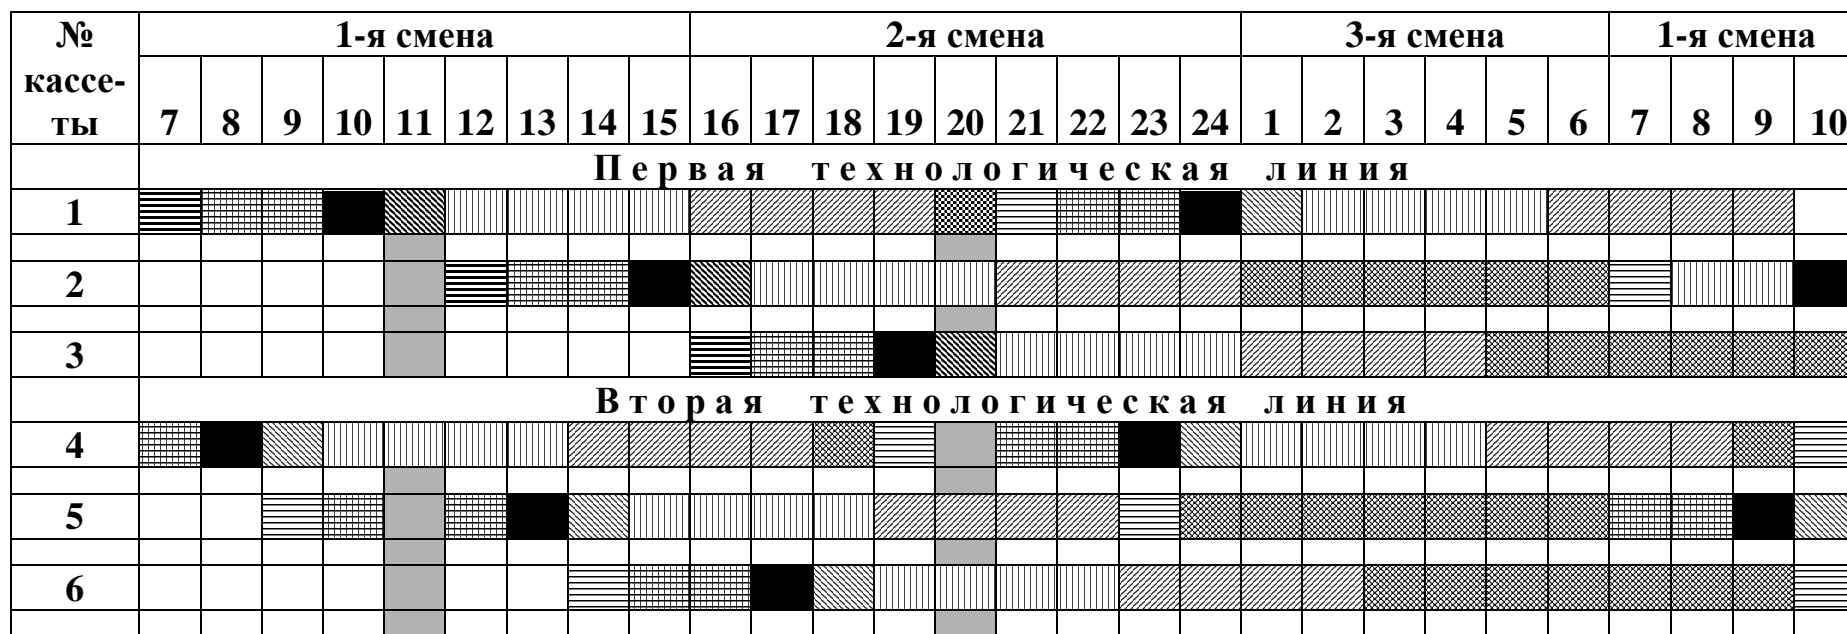 № кассе-ты 1-я смена 2-я смена 3-я смена 1-я смена
7 8 9 10 11 12 13 14 15 16 17 18 19 20 21 22 23 24 1 2 3 4 5 6 7 8 9 10
Первая технологическая линия
1
2
3
Вторая технологическая линия
4
5
6